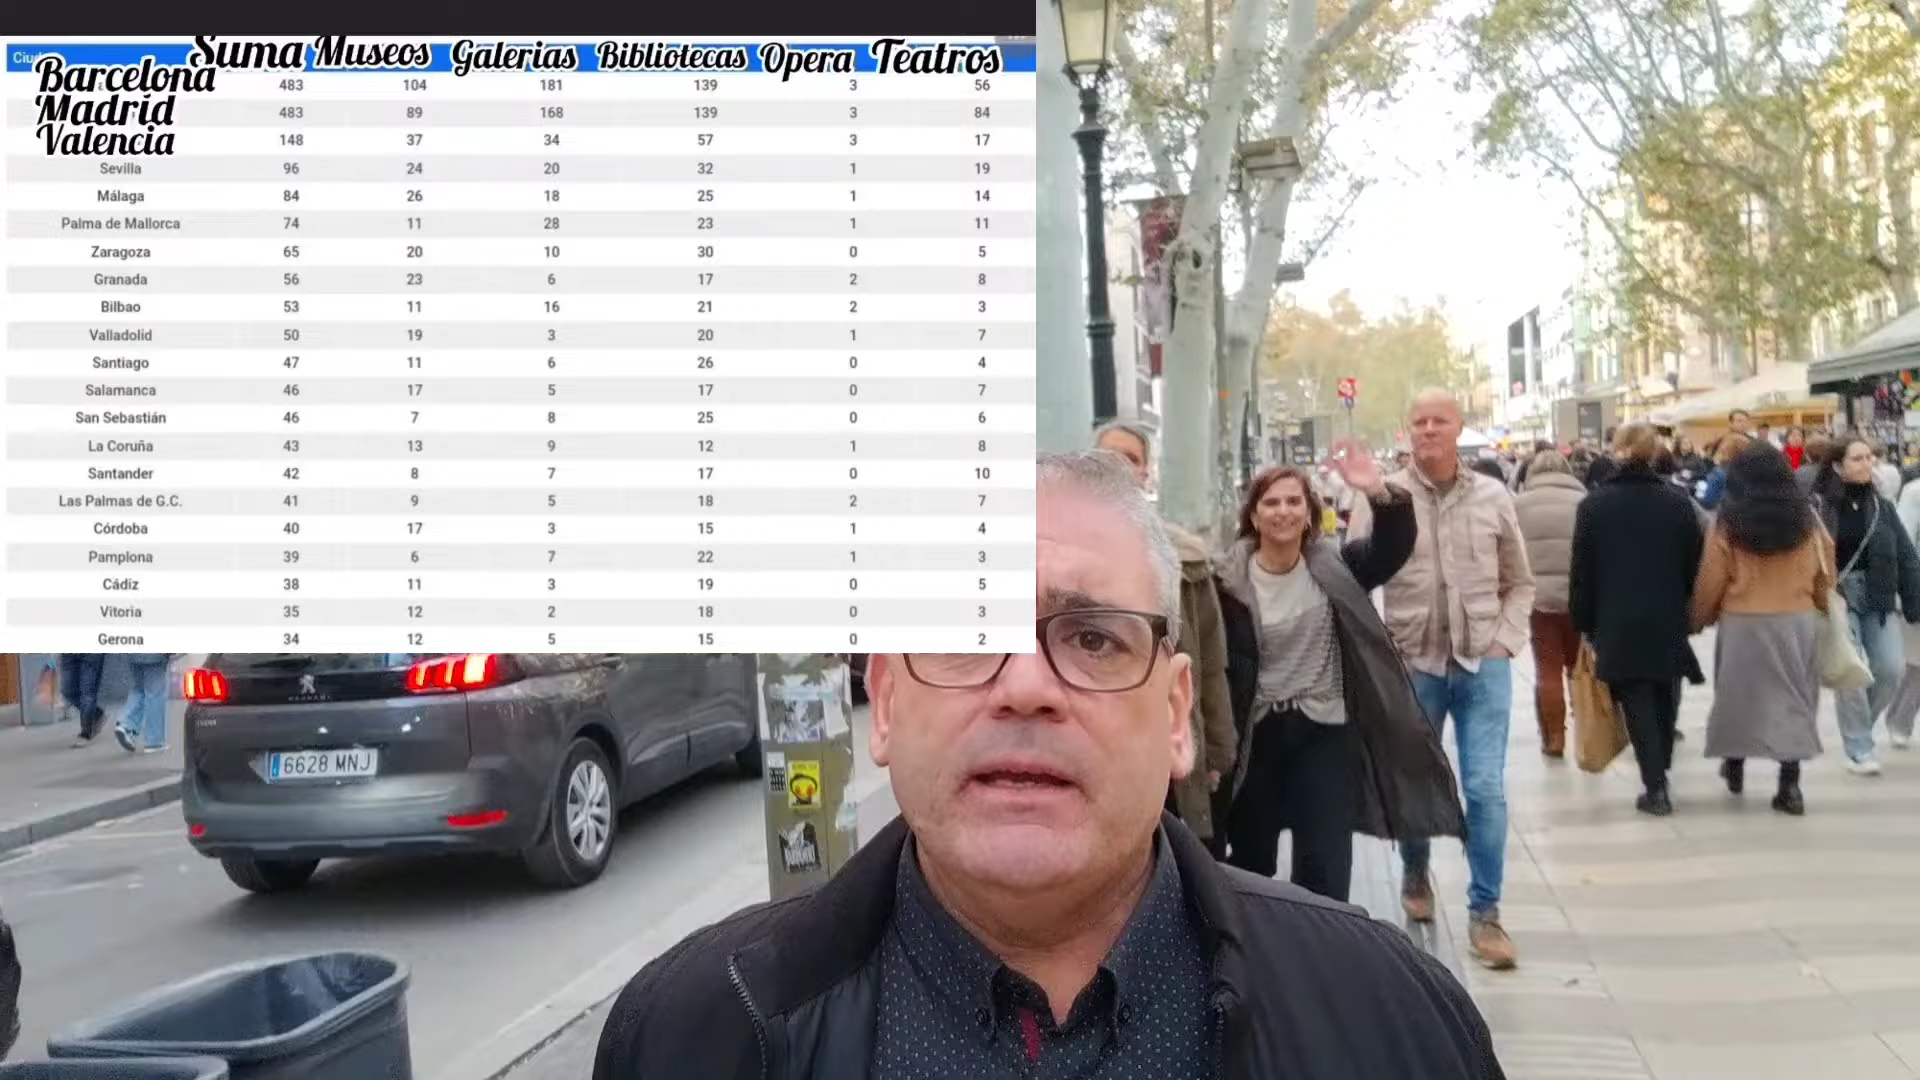 Ciu Suma Museos Galerias Bibliotecas Opera Teatros
Barcelona 483 104 181 139 3 56
Madrid 483 89 168 139 3 84
Valencia 148 37 34 57 3 17
Sevilla 96 24 20 32 1 19
Málaga 84 26 18 25 1 14
Palma de Mallorca 74 11 28 23 1 11
Zaragoza 65 20 10 30 0 5
Granada 56 23 6 17 2 8
Bilbao 53 11 16 21 2 3
Valladolid 50 19 3 20 1 7
Santiago 47 11 6 26 0 4
Salamanca 46 17 5 17 0 7
San Sebastián 46 7 8 25 0 6
La Coruña 43 13 9 12 1 8
Santander 42 8 7 17 0 10
Las Palmas de G.C. 41 9 5 18 2 7
Córdoba 40 17 3 15 1 4
Pamplona 39 6 7 22 1 3
Cádiz 38 11 3 19 0 5
Vitoria 35 12 2 18 0 3
Gerona 34 12 5 15 0 2
6628 MNJ